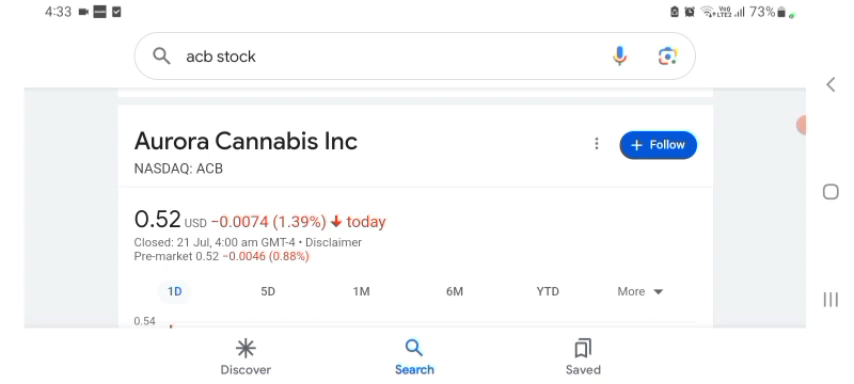 4:33
73%
acb stock
Aurora Cannabis Inc
+ Follow
NASDAQ: ACB
0.52 USD −0.0074 (1.39%) ↓ today
Closed: 21 Jul, 4:00 am GMT-4 • Disclaimer
Pre-market 0.52 −0.0046 (0.88%)
1D 5D 1M 6M YTD More
0.54
Discover Search Saved